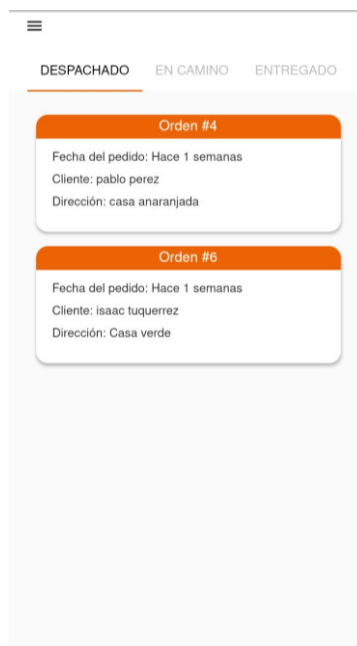 DESPACHADO EN CAMINO ENTREGADO
Orden #4
Fecha del pedido: Hace 1 semanas
Cliente: pablo perez
Dirección: casa anaranjada
Orden #6
Fecha del pedido: Hace 1 semanas
Cliente: isaac tuquerrez
Dirección: Casa verde